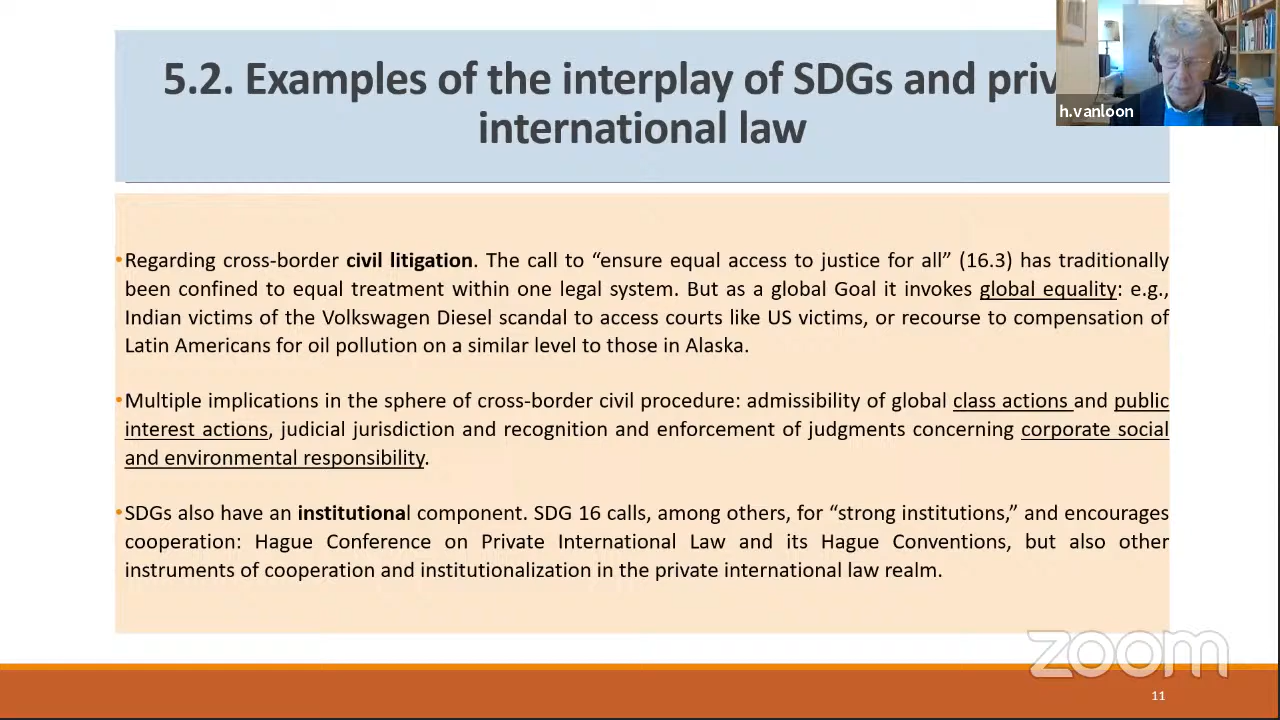 5.2. Examples of the interplay of SDGs and priv
international law
h.vanloon
•Regarding cross-border civil litigation. The call to “ensure equal access to justice for all” (16.3) has traditionally
been confined to equal treatment within one legal system. But as a global Goal it invokes global equality: e.g.,
Indian victims of the Volkswagen Diesel scandal to access courts like US victims, or recourse to compensation of
Latin Americans for oil pollution on a similar level to those in Alaska.
•Multiple implications in the sphere of cross-border civil procedure: admissibility of global class actions and public
interest actions, judicial jurisdiction and recognition and enforcement of judgments concerning corporate social
and environmental responsibility.
•SDGs also have an institutional component. SDG 16 calls, among others, for “strong institutions,” and encourages
cooperation: Hague Conference on Private International Law and its Hague Conventions, but also other
instruments of cooperation and institutionalization in the private international law realm.
zoom
11